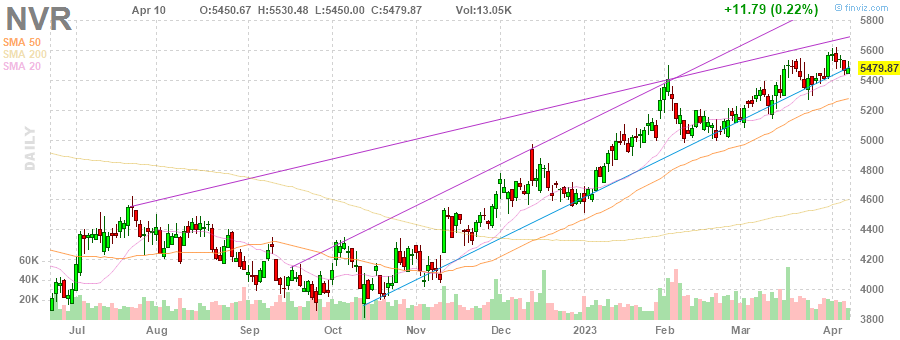 NVR Apr 10 O:5450.67 H:5530.48 L:5450.00 C:5479.87 Vol:13.05K +11.79 (0.22%) © finviz.com
SMA 50
SMA 200
SMA 20
DAILY
5800
5600
5479.87
5400
5200
5000
4800
4600
4400
4200
4000
3800
60K
40K
20K
Jul Aug Sep Oct Nov Dec 2023 Feb Mar Apr